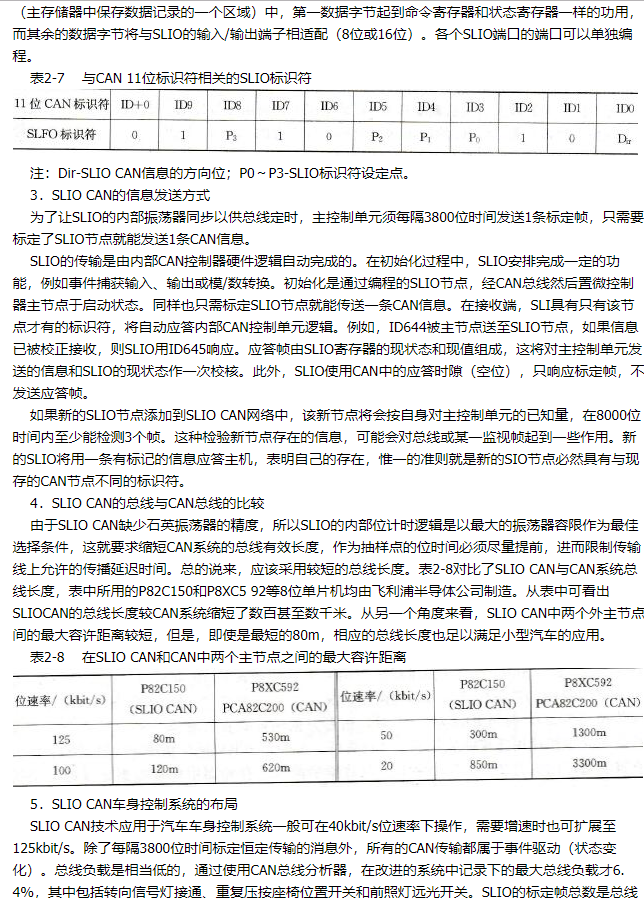 （主存储器中保存数据记录的一个区域）中，第一数据字节起到命令寄存器和状态寄存器一样的功用，
而其余的数据字节将与SLIO的输入/输出端子相适配（8位或16位）。各个SLIO端口的端口可以单独编
程。
表2-7 与CAN 11位标识符相关的SLIO标识符
11 位 CAN 标识符 ID+0 ID9 ID8 ID7 ID6 ID5 ID4 ID3 ID2 ID1 ID0
SLFO 标识符 0 1 P3 1 0 P2 P1 P0 1 0 Dir
注：Dir-SLIO CAN信息的方向位；P0～P3-SLIO标识符设定点。
3．SLIO CAN的信息发送方式
为了让SLIO的内部振荡器同步以供总线定时，主控制单元须每隔3800位时间发送1条标定帧，只需要
标定了SLIO节点就能发送1条CAN信息。
SLIO的传输是由内部CAN控制器硬件逻辑自动完成的。在初始化过程中，SLIO安排完成一定的功
能，例如事件捕获输入、输出或模/数转换。初始化是通过编程的SLIO节点，经CAN总线然后置微控制
器主节点于启动状态。同样也只需标定SLIO节点就能传送一条CAN信息。在接收端，SLI具有只有该节
点才有的标识符，将自动应答内部CAN控制单元逻辑。例如，ID644被主节点送至SLIO节点，如果信息
已被校正接收，则SLIO用ID645响应。应答帧由SLIO寄存器的现状态和现值组成，这将对主控制单元发
送的信息和SLIO的现状态作一次校核。此外，SLIO使用CAN中的应答时隙（空位），只响应标定帧，不
发送应答帧。
如果新的SLIO节点添加到SLIO CAN网络中，该新节点将会按自身对主控制单元的已知量，在8000位
时间内至少能检测3个帧。这种检验新节点存在的信息，可能会对总线或某一监视帧起到一些作用。新
的SLIO将用一条有标记的信息应答主机，表明自己的存在，惟一的准则就是新的SIO节点必然具有与现
存的CAN节点不同的标识符。
4．SLIO CAN的总线与CAN总线的比较
由于SLIO CAN缺少石英振荡器的精度，所以SLIO的内部位计时逻辑是以最大的振荡器容限作为最佳
选择条件，这就要求缩短CAN系统的总线有效长度，作为抽样点的位时间必须尽量提前，进而限制传输
线上允许的传播延迟时间。总的说来，应该采用较短的总线长度。表2-8对比了SLIO CAN与CAN系统总
线长度，表中所用的P82C150和P8XC5 92等8位单片机均由飞利浦半导体公司制造。从表中可看出
SLIOCAN的总线长度较CAN系统缩短了数百甚至数千米。从另一个角度来看，SLIO CAN中两个外主节点
间的最大容许距离较短，但是，即使是最短的80m，相应的总线长度也足以满足小型汽车的应用。
表2-8 在SLIO CAN和CAN中两个主节点之间的最大容许距离
位速率/（kbit/s） P82C150（SLIO CAN） P8XC592 PCA82C200（CAN） 位速率/（kbit/s） P82C150（SLIO CAN） P8XC592 PCA82C200（CAN）
125 80m 530m 50 300m 1300m
100 120m 620m 20 850m 3300m
5．SLIO CAN车身控制系统的布局
SLIO CAN技术应用于汽车车身控制系统一般可在40kbit/s位速率下操作，需要增速时也可扩展至
125kbit/s。除了每隔3800位时间标定恒定传输的消息外，所有的CAN传输都属于事件驱动（状态变
化）。总线负载是相当低的，通过使用CAN总线分析器，在改进的系统中记录下的最大总线负载才6.
4%，其中包括转向信号灯接通、重复压按座椅位置开关和前照灯远光开关。SLIO的标定帧总数是总线